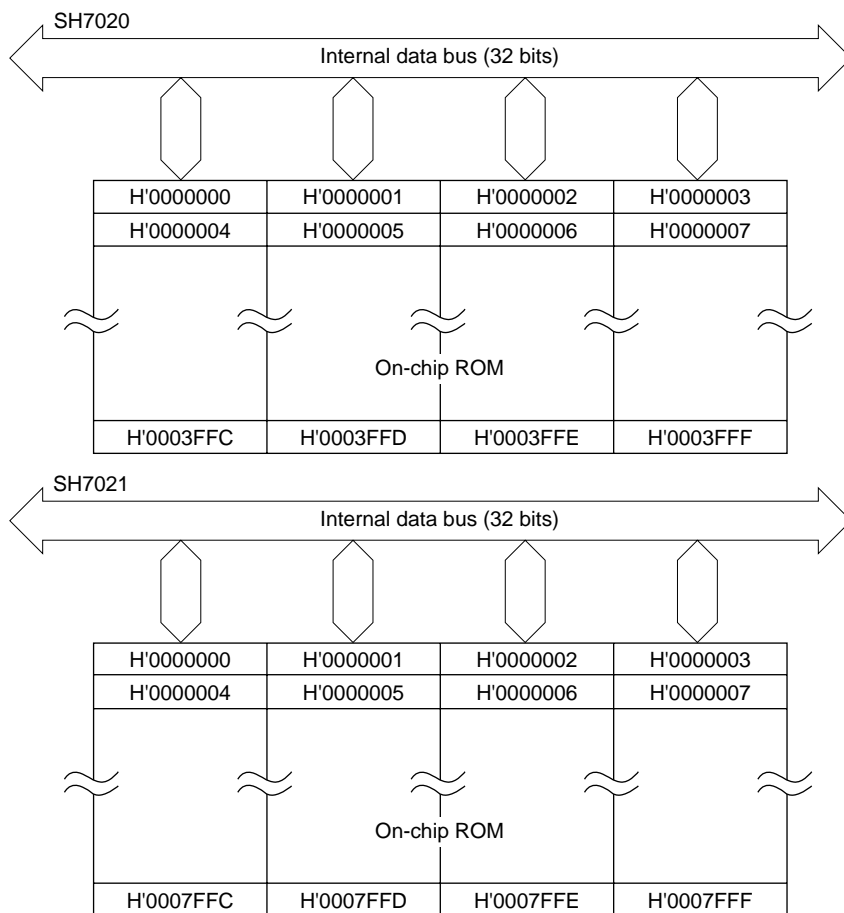 SH7020
Internal data bus (32 bits)
H'0000000 H'0000001 H'0000002 H'0000003
H'0000004 H'0000005 H'0000006 H'0000007
On-chip ROM
H'0003FFC H'0003FFD H'0003FFE H'0003FFF
SH7021
Internal data bus (32 bits)
H'0000000 H'0000001 H'0000002 H'0000003
H'0000004 H'0000005 H'0000006 H'0000007
On-chip ROM
H'0007FFC H'0007FFD H'0007FFE H'0007FFF